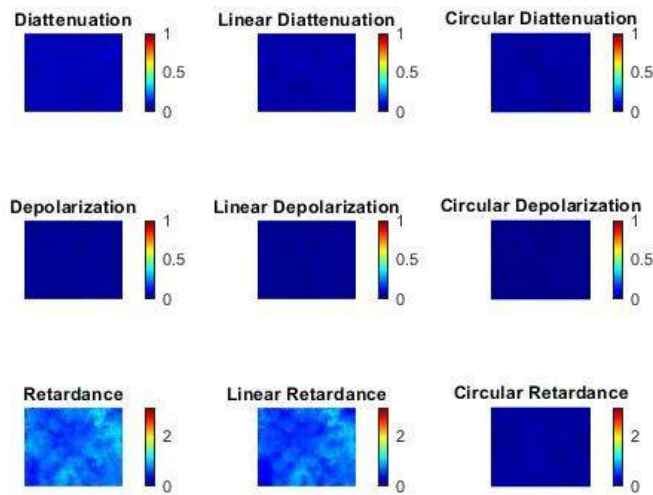 Diattenuation
Linear Diattenuation
Circular Diattenuation
1
0.5
0
1
0.5
0
1
0.5
0
Depolarization
Linear Depolarization
Circular Depolarization
1
0.5
0
1
0.5
0
1
0.5
0
Retardance
Linear Retardance
Circular Retardance
2
0
2
0
2
0